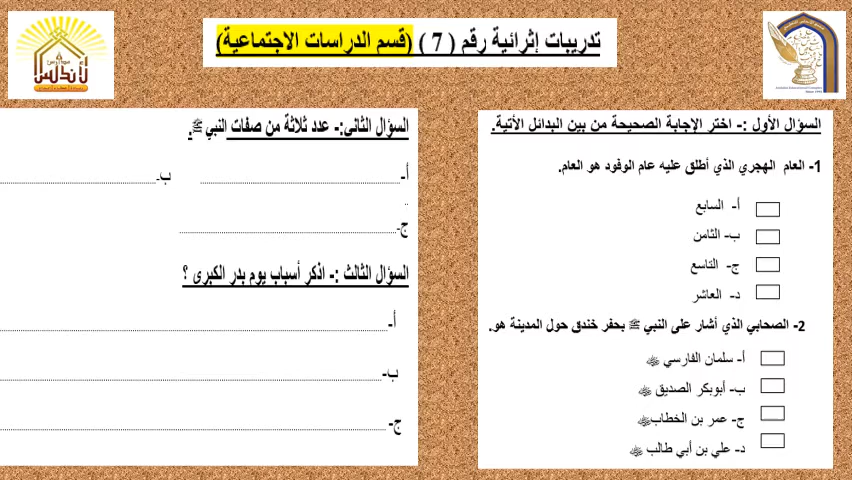 تدريبات إثرائية رقم ( 7 ) (قسم الدراسات الاجتماعية)
السؤال الأول :- اختر الإجابة الصحيحة من بين البدائل الأتية.
1- العام الهجري الذي أطلق عليه عام الوفود هو العام.
أ- السابع
ب- الثامن
ج- التاسع
د- العاشر
2- الصحابي الذي أشار على النبي ﷺ بحفر خندق حول المدينة هو.
أ- سلمان الفارسي
ب- أبوبكر الصديق
ج- عمر بن الخطاب
د- علي بن أبي طالب
السؤال الثاني:- عدد ثلاثة من صفات النبي ﷺ.
أ- ب-
ج-
السؤال الثالث :- اذكر أسباب يوم بدر الكبرى ؟
أ-
ب-
ج-
مدارس
الأندلس